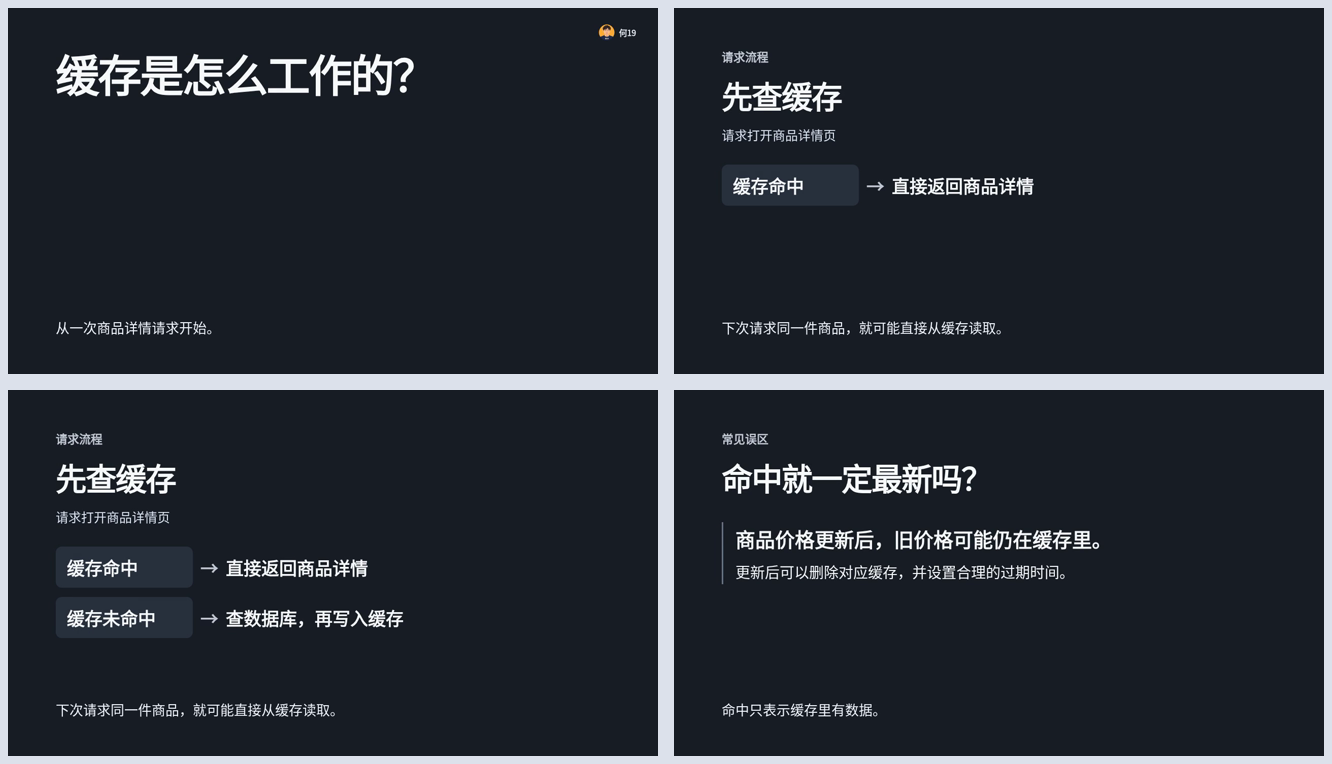 何19
缓存是怎么工作的？
从一次商品详情请求开始。
请求流程
先查缓存
请求打开商品详情页
缓存命中 → 直接返回商品详情
下次请求同一件商品，就可能直接从缓存读取。
请求流程
先查缓存
请求打开商品详情页
缓存命中 → 直接返回商品详情
缓存未命中 → 查数据库，再写入缓存
下次请求同一件商品，就可能直接从缓存读取。
常见误区
命中就一定最新吗？
商品价格更新后，旧价格可能仍在缓存里。
更新后可以删除对应缓存，并设置合理的过期时间。
命中只表示缓存里有数据。